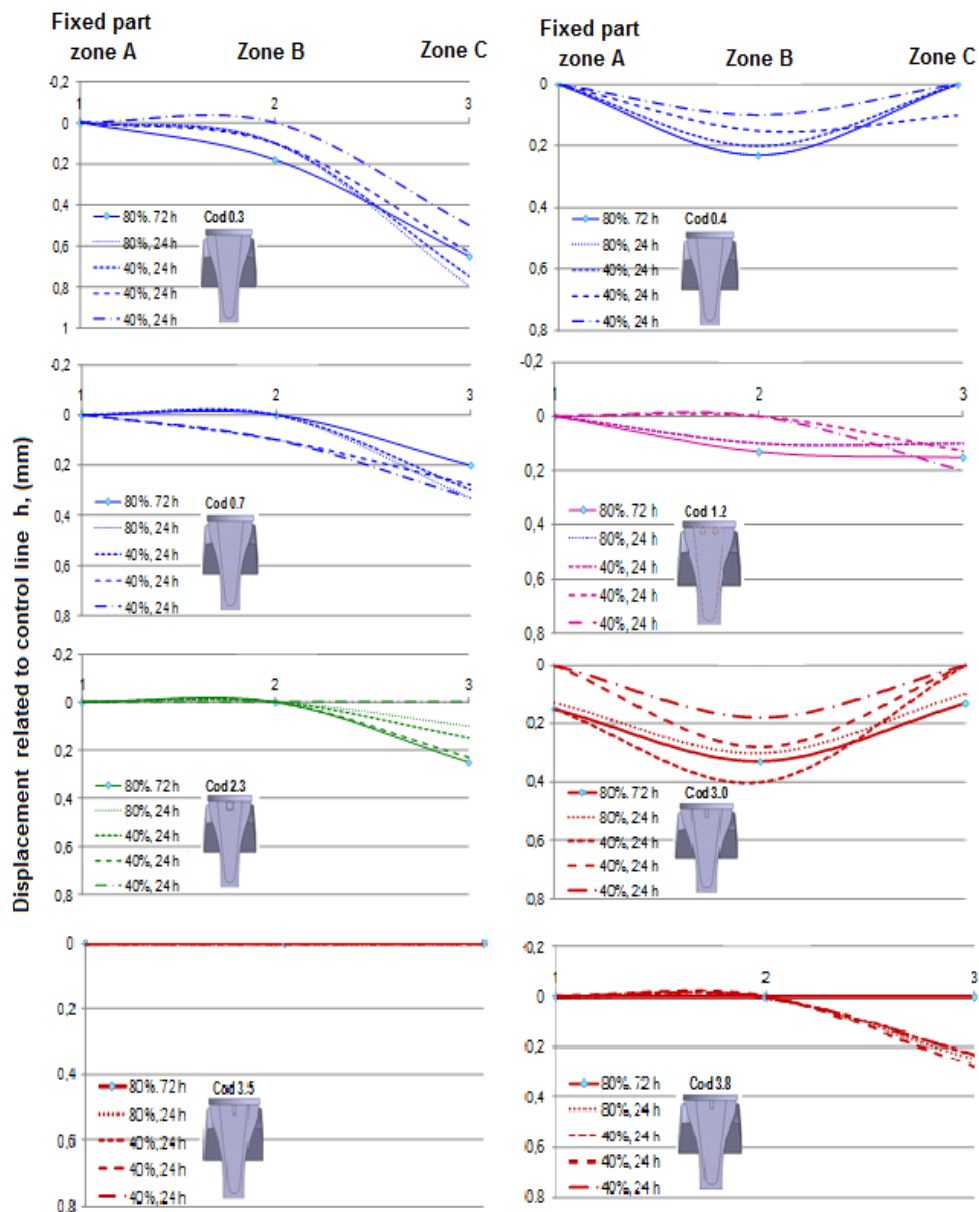 Fixed part
zone A Zone B Zone C
-0,2
1 2 3
0
0,2
0,4
0,6
0,8
1
80%. 72 h
80%, 24 h
40%, 24 h
40%, 24 h
40%, 24 h
Cod 0.3
Fixed part
zone A Zone B Zone C
0
0,2
0,4
0,6
0,8
80%. 72 h
80%, 24 h
40%, 24 h
40%, 24 h
40%, 24 h
Cod 0.4
Displacement related to control line h, (mm)
-0,2
1 2 3
0
0,2
0,4
0,6
0,8
80%. 72 h
80%, 24 h
40%, 24 h
40%, 24 h
40%, 24 h
Cod 0.7
-0,2
1 2 3
0
0,2
0,4
0,6
0,8
80%. 72 h
80%, 24 h
40%, 24 h
40%, 24 h
40%, 24 h
Cod 1.2
-0,2
1 2 3
0
0,2
0,4
0,6
0,8
80%. 72 h
80%, 24 h
40%, 24 h
40%, 24 h
40%, 24 h
Cod 2.3
0
0,2
0,4
0,6
0,8
80%. 72 h
80%, 24 h
40%, 24 h
40%, 24 h
40%, 24 h
Cod 3.0
0
0,2
0,4
0,6
0,8
80%. 72 h
80%, 24 h
40%, 24 h
40%, 24 h
40%, 24 h
Cod 3.5
-0,2
1 2 3
0
0,2
0,4
0,6
0,8
80%. 72 h
80%, 24 h
40%, 24 h
40%, 24 h
40%, 24 h
Cod 3.8